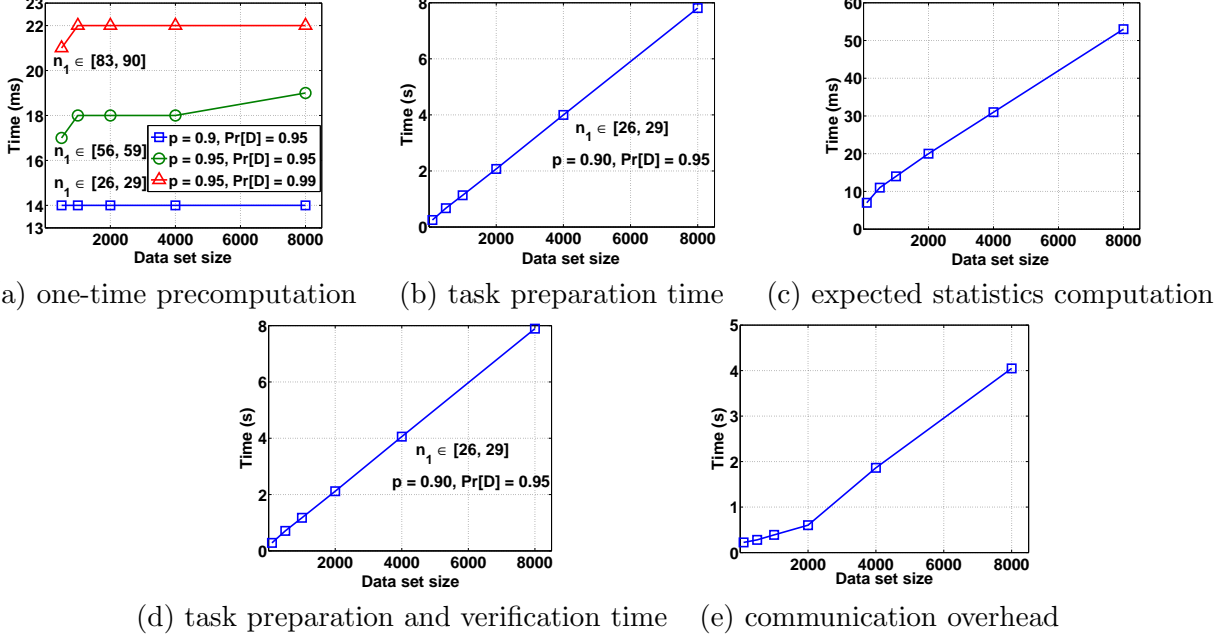 23
22
20
18
16
14
13
Time (ms)
n1 ∈ [83, 90]
n1 ∈ [56, 59]
n1 ∈ [26, 29]
p = 0.9, Pr[D] = 0.95
p = 0.95, Pr[D] = 0.95
p = 0.95, Pr[D] = 0.99
2000 4000 6000 8000
Data set size
a) one-time precomputation
8
6
4
2
0
Time (s)
n1 ∈ [26, 29]
p = 0.90, Pr[D] = 0.95
2000 4000 6000 8000
Data set size
(b) task preparation time
60
50
40
30
20
10
0
Time (ms)
2000 4000 6000 8000
Data set size
(c) expected statistics computation
8
6
4
2
0
Time (s)
n1 ∈ [26, 29]
p = 0.90, Pr[D] = 0.95
2000 4000 6000 8000
Data set size
(d) task preparation and verification time
5
4
3
2
1
0
Time (s)
2000 4000 6000 8000
Data set size
(e) communication overhead